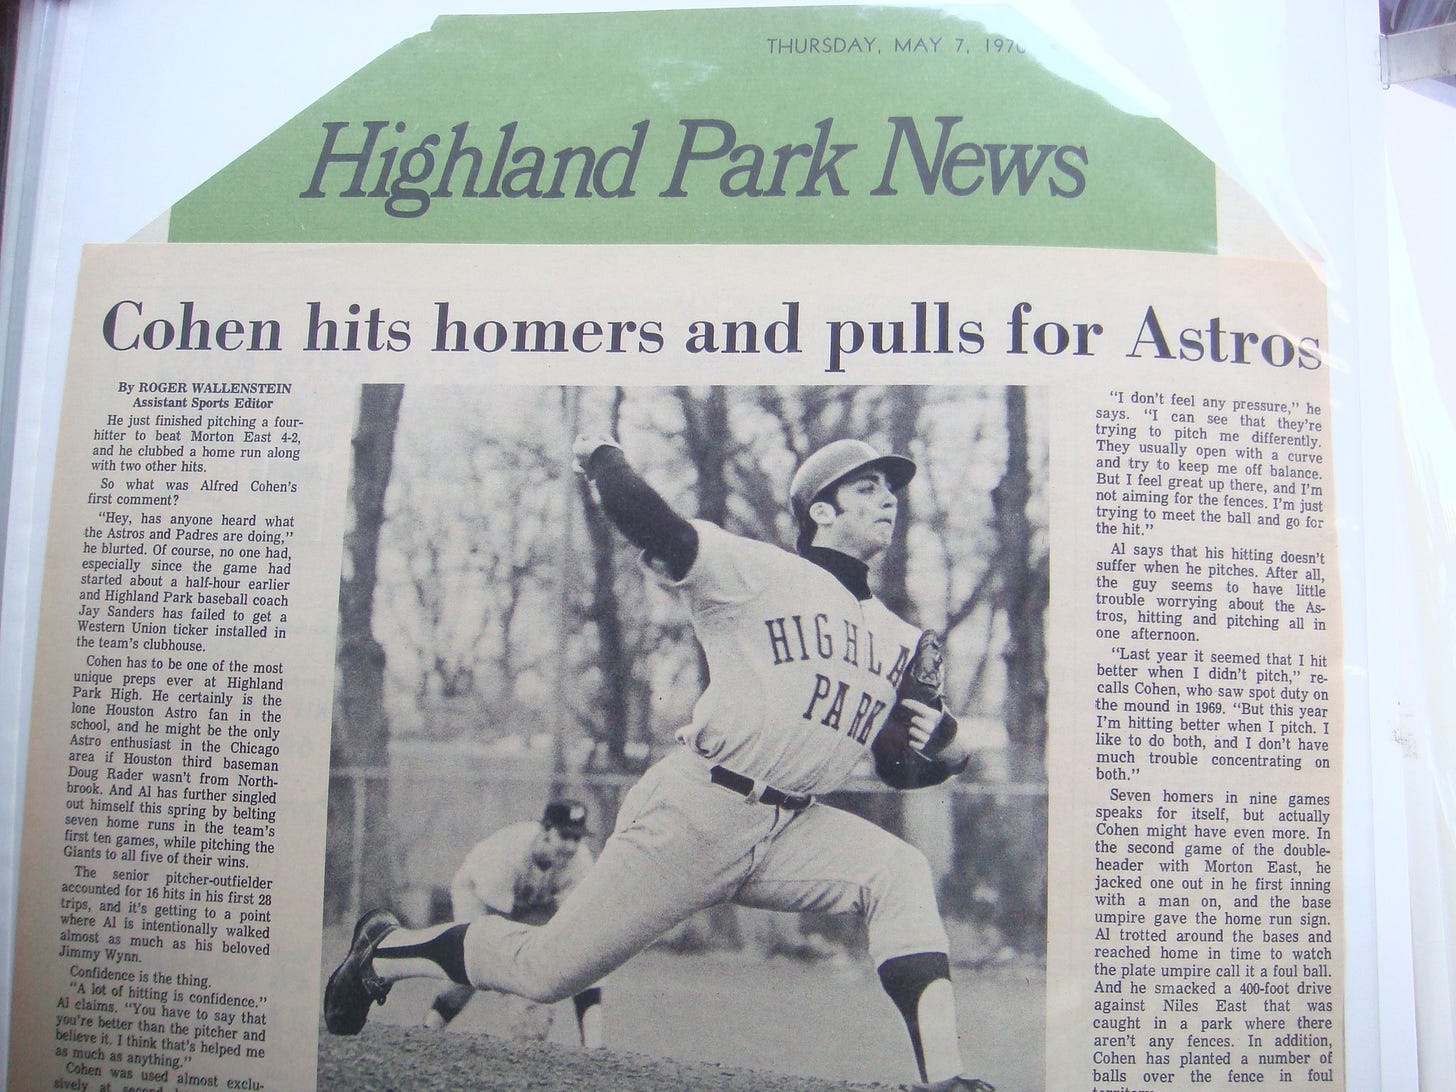 THURSDAY, MAY 7, 1970
Highland Park News
Cohen hits homers and pulls for Astros
By ROGER WALLENSTEIN
Assistant Sports Editor
He just finished pitching a four-
hitter to beat Morton East 4-2,
and he clubbed a home run along
with two other hits.
So what was Alfred Cohen's
first comment?
"Hey, has anyone heard what
the Astros and Padres are doing,"
he blurted. Of course, no one had,
especially since the game had
started about a half-hour earlier
and Highland Park baseball coach
Jay Sanders has failed to get a
Western Union ticker installed in
the team's clubhouse.
Cohen has to be one of the most
unique preps ever at Highland
Park High. He certainly is the
lone Houston Astro fan in the
school, and he might be the only
Astro enthusiast in the Chicago
area if Houston third baseman
Doug Rader wasn't from North-
brook. And Al has further singled
out himself this spring by belting
seven home runs in the team's
first ten games, while pitching the
Giants to all five of their wins.
The senior pitcher-outfielder
accounted for 16 hits in his first 28
trips, and it's getting to a point
where Al is intentionally walked
almost as much as his beloved
Jimmy Wynn.
Confidence is the thing.
"A lot of hitting is confidence."
Al claims. "You have to say that
you're better than the pitcher and
believe it. I think that's helped me
as much as anything."
Cohen was used almost exclu-
sively at second
HIGHLA
PARK
"I don't feel any pressure," he
says. "I can see that they're
trying to pitch me differently.
They usually open with a curve
and try to keep me off balance.
But I feel great up there, and I'm
not aiming for the fences. I'm just
trying to meet the ball and go for
the hit."
Al says that his hitting doesn't
suffer when he pitches. After all,
the guy seems to have little
trouble worrying about the As-
tros, hitting and pitching all in
one afternoon.
"Last year it seemed that I hit
better when I didn't pitch," re-
calls Cohen, who saw spot duty on
the mound in 1969. "But this year
I'm hitting better when I pitch. I
like to do both, and I don't have
much trouble concentrating on
both."
Seven homers in nine games
speaks for itself, but actually
Cohen might have even more. In
the second game of the double-
header with Morton East, he
jacked one out in he first inning
with a man on, and the base
umpire gave the home run sign.
Al trotted around the bases and
reached home in time to watch
the plate umpire call it a foul ball.
And he smacked a 400-foot drive
against Niles East that was
caught in a park where there
aren't any fences. In addition,
Cohen has planted a number of
balls over the fence in foul